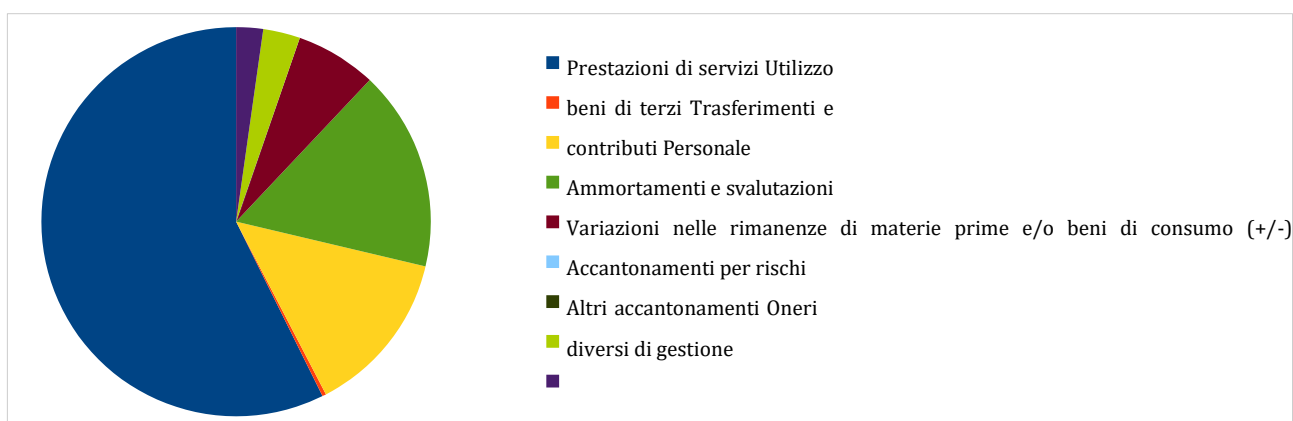 Prestazioni di servizi Utilizzo
beni di terzi Trasferimenti e
contributi Personale
Ammortamenti e svalutazioni
Variazioni nelle rimanenze di materie prime e/o beni di consumo (+/-)
Accantonamenti per rischi
Altri accantonamenti Oneri
diversi di gestione